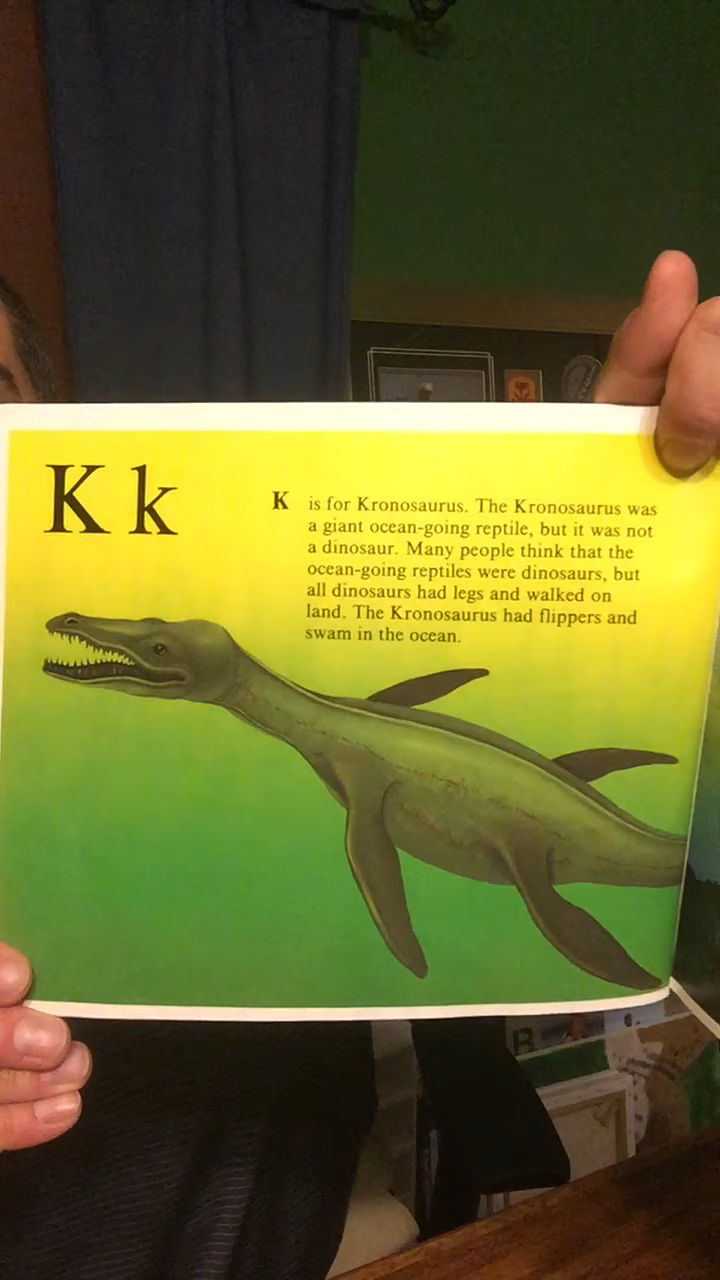 K k
K is for Kronosaurus. The Kronosaurus was
a giant ocean-going reptile, but it was not
a dinosaur. Many people think that the
ocean-going reptiles were dinosaurs, but
all dinosaurs had legs and walked on
land. The Kronosaurus had flippers and
swam in the ocean.
B